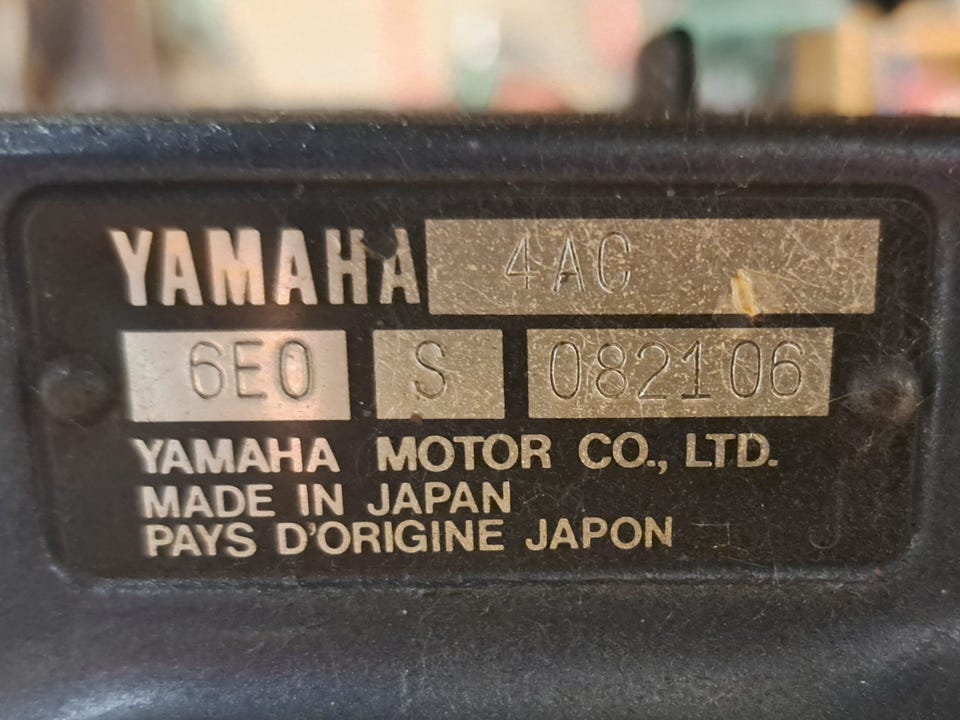 YAMAHA 4AC
6E0 S 082106
YAMAHA MOTOR CO., LTD.
MADE IN JAPAN
PAYS D'ORIGINE JAPON J